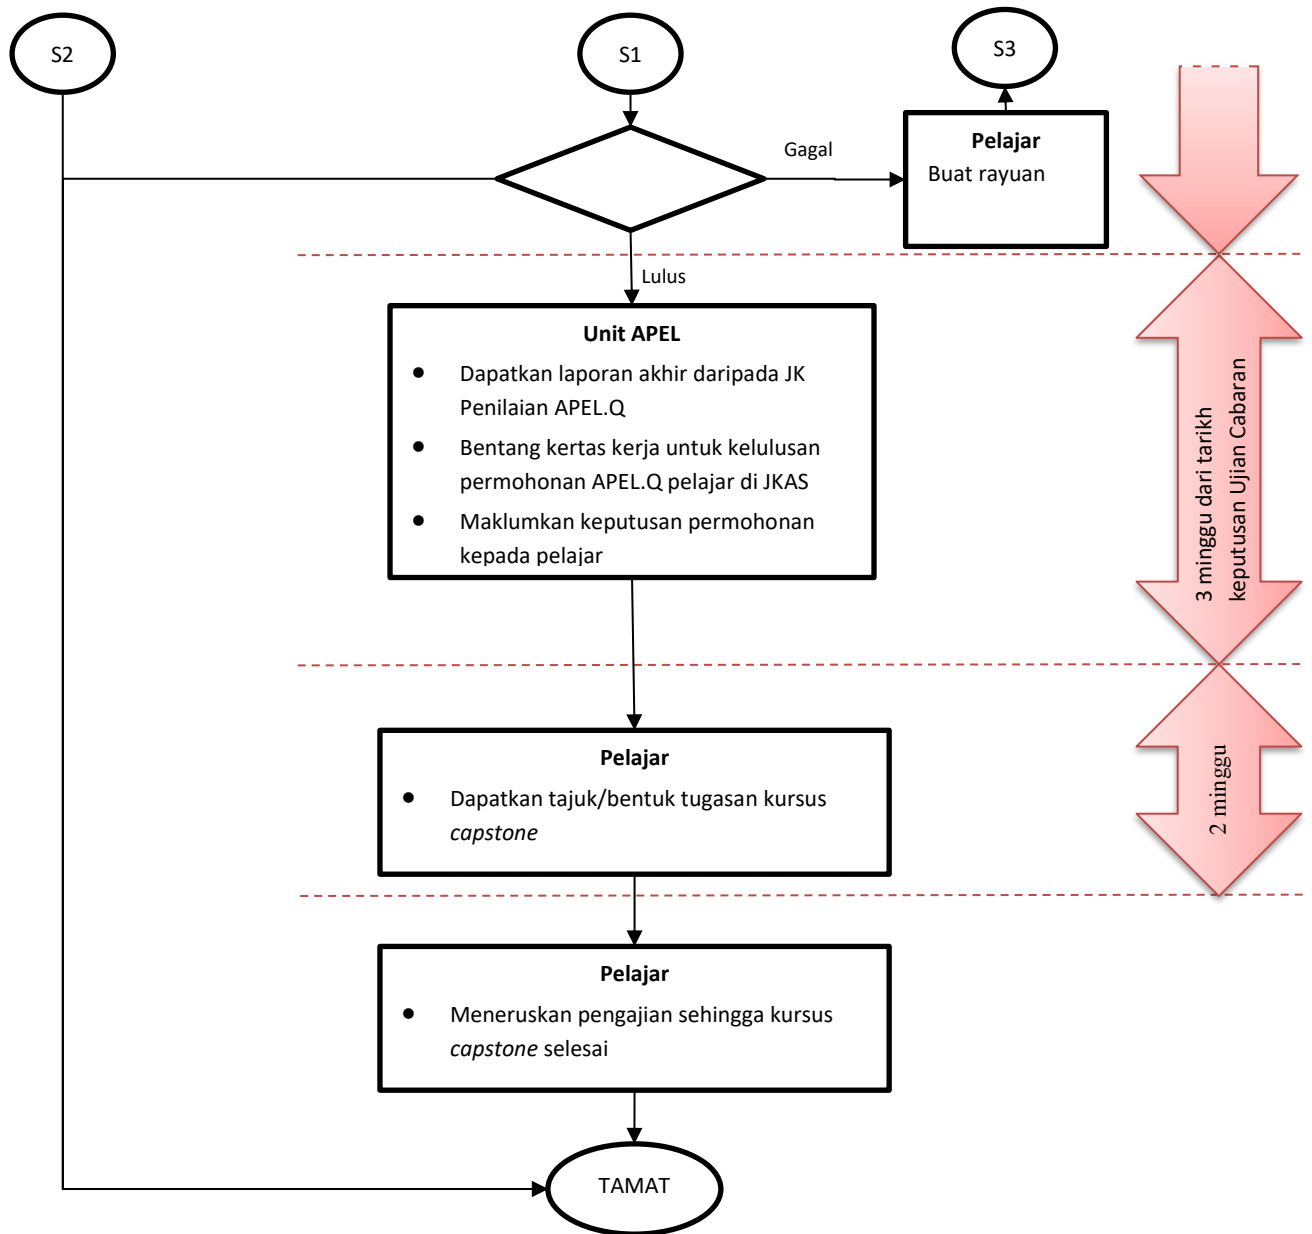 S2
S1
S3
Gagal
Pelajar
Buat rayuan
Lulus
Unit APEL
● Dapatkan laporan akhir daripada JK
Penilaian APEL.Q
● Bentang kertas kerja untuk kelulusan
permohonan APEL.Q pelajar di JKAS
● Maklumkan keputusan permohonan
kepada pelajar
3 minggu dari tarikh
keputusan Ujian Cabaran
Pelajar
● Dapatkan tajuk/bentuk tugasan kursus
capstone
2 minggu
Pelajar
● Meneruskan pengajian sehingga kursus
capstone selesai
TAMAT